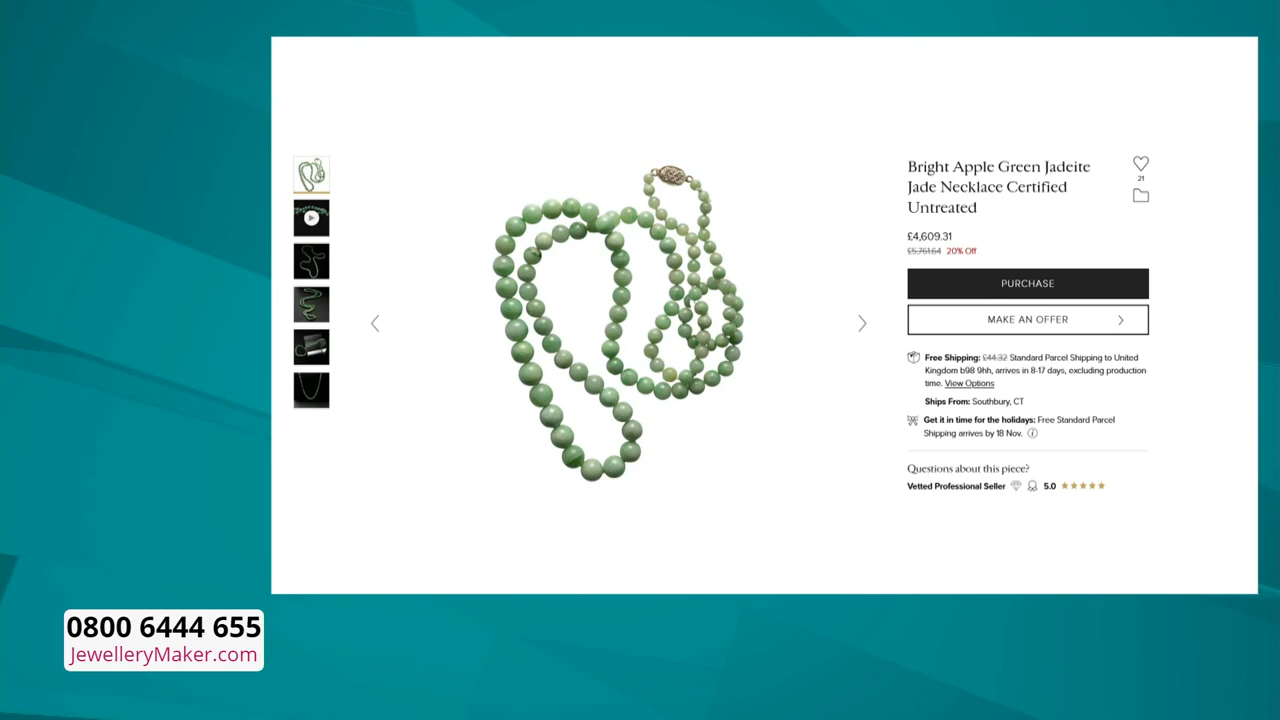 Bright Apple Green Jadeite
Jade Necklace Certified
Untreated
21
£4,609.31
£5,761.64 20% Off
PURCHASE
MAKE AN OFFER
Free Shipping: £44.32 Standard Parcel Shipping to United
Kingdom b98 9hh, arrives in 8-17 days, excluding production
time. View Options
Ships From: Southbury, CT
Get it in time for the holidays: Free Standard Parcel
Shipping arrives by 18 Nov.
Questions about this piece?
Vetted Professional Seller 5.0
0800 6444 655
JewelleryMaker.com